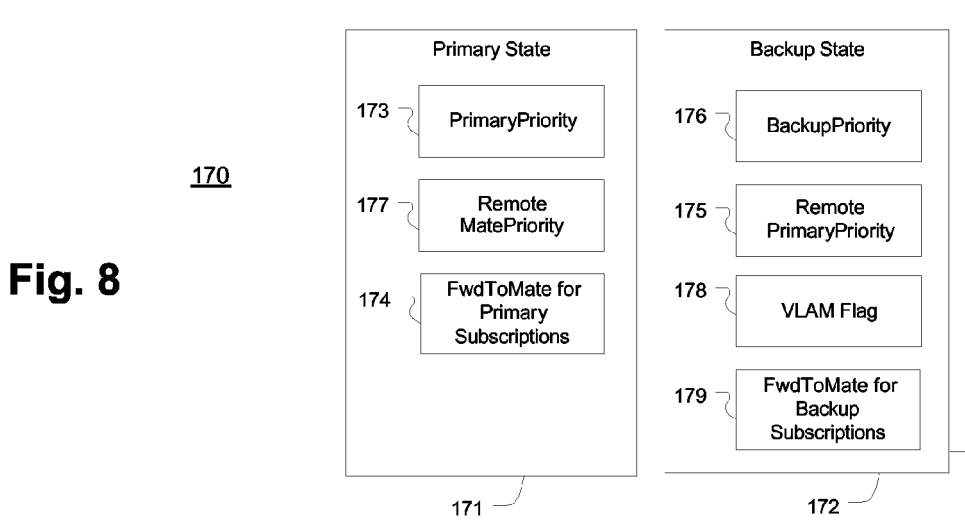 Primary State
173
PrimaryPriority
177
Remote
MatePriority
174
FwdToMate for
Primary
Subscriptions
171
Backup State
176
BackupPriority
175
Remote
PrimaryPriority
178
VLAM Flag
179
FwdToMate for
Backup
Subscriptions
172
170
Fig. 8